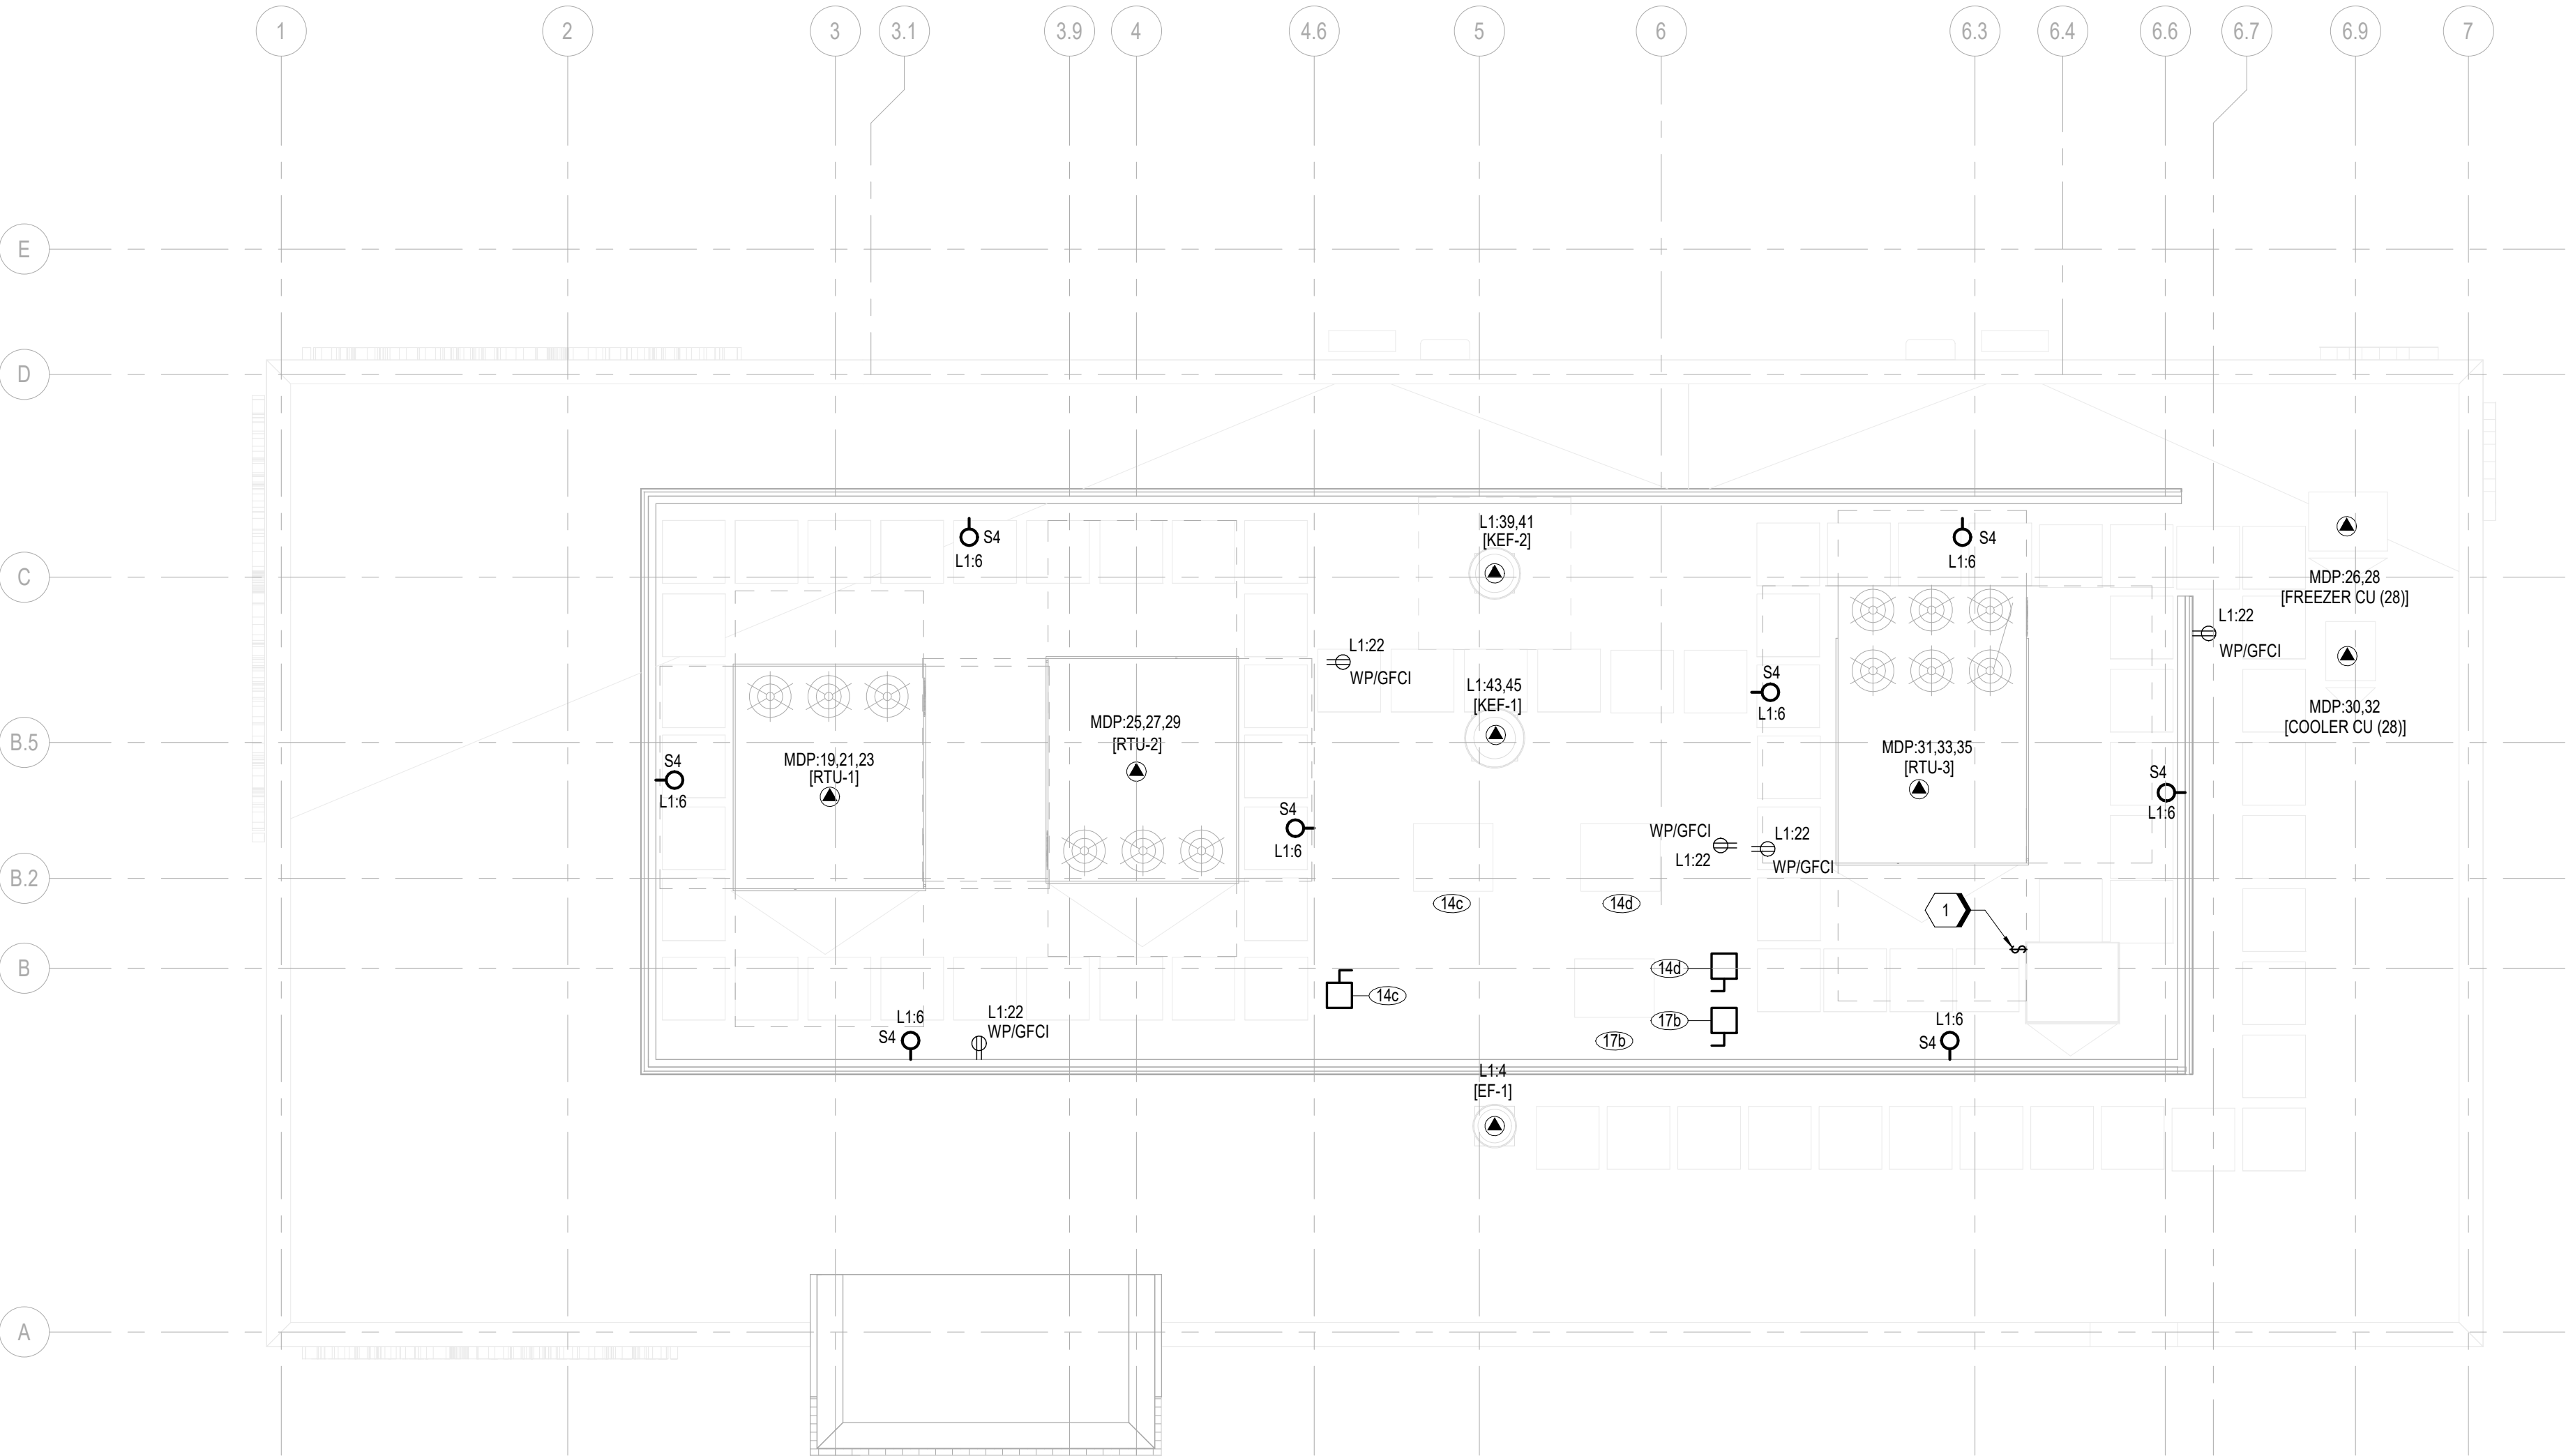 1
2
3
3.1
3.9
4
4.6
5
6
6.3
6.4
6.6
6.7
6.9
7
E
D
C
B.5
B.2
B
A
S4
L1:6
L1:39,41
[KEF-2]
S4
L1:6
MDP:26,28
[FREEZER CU (28)]
L1:22
WP/GFCI
L1:22
WP/GFCI
L1:43,45
[KEF-1]
S4
L1:6
MDP:30,32
[COOLER CU (28)]
MDP:25,27,29
[RTU-2]
MDP:19,21,23
[RTU-1]
MDP:31,33,35
[RTU-3]
S4
L1:6
S4
L1:6
S4
L1:6
WP/GFCI
L1:22
L1:22
WP/GFCI
14c
14d
1
$
14d
14c
17b
17b
L1:6
S4
L1:22
WP/GFCI
L1:6
S4
L1:4
[EF-1]